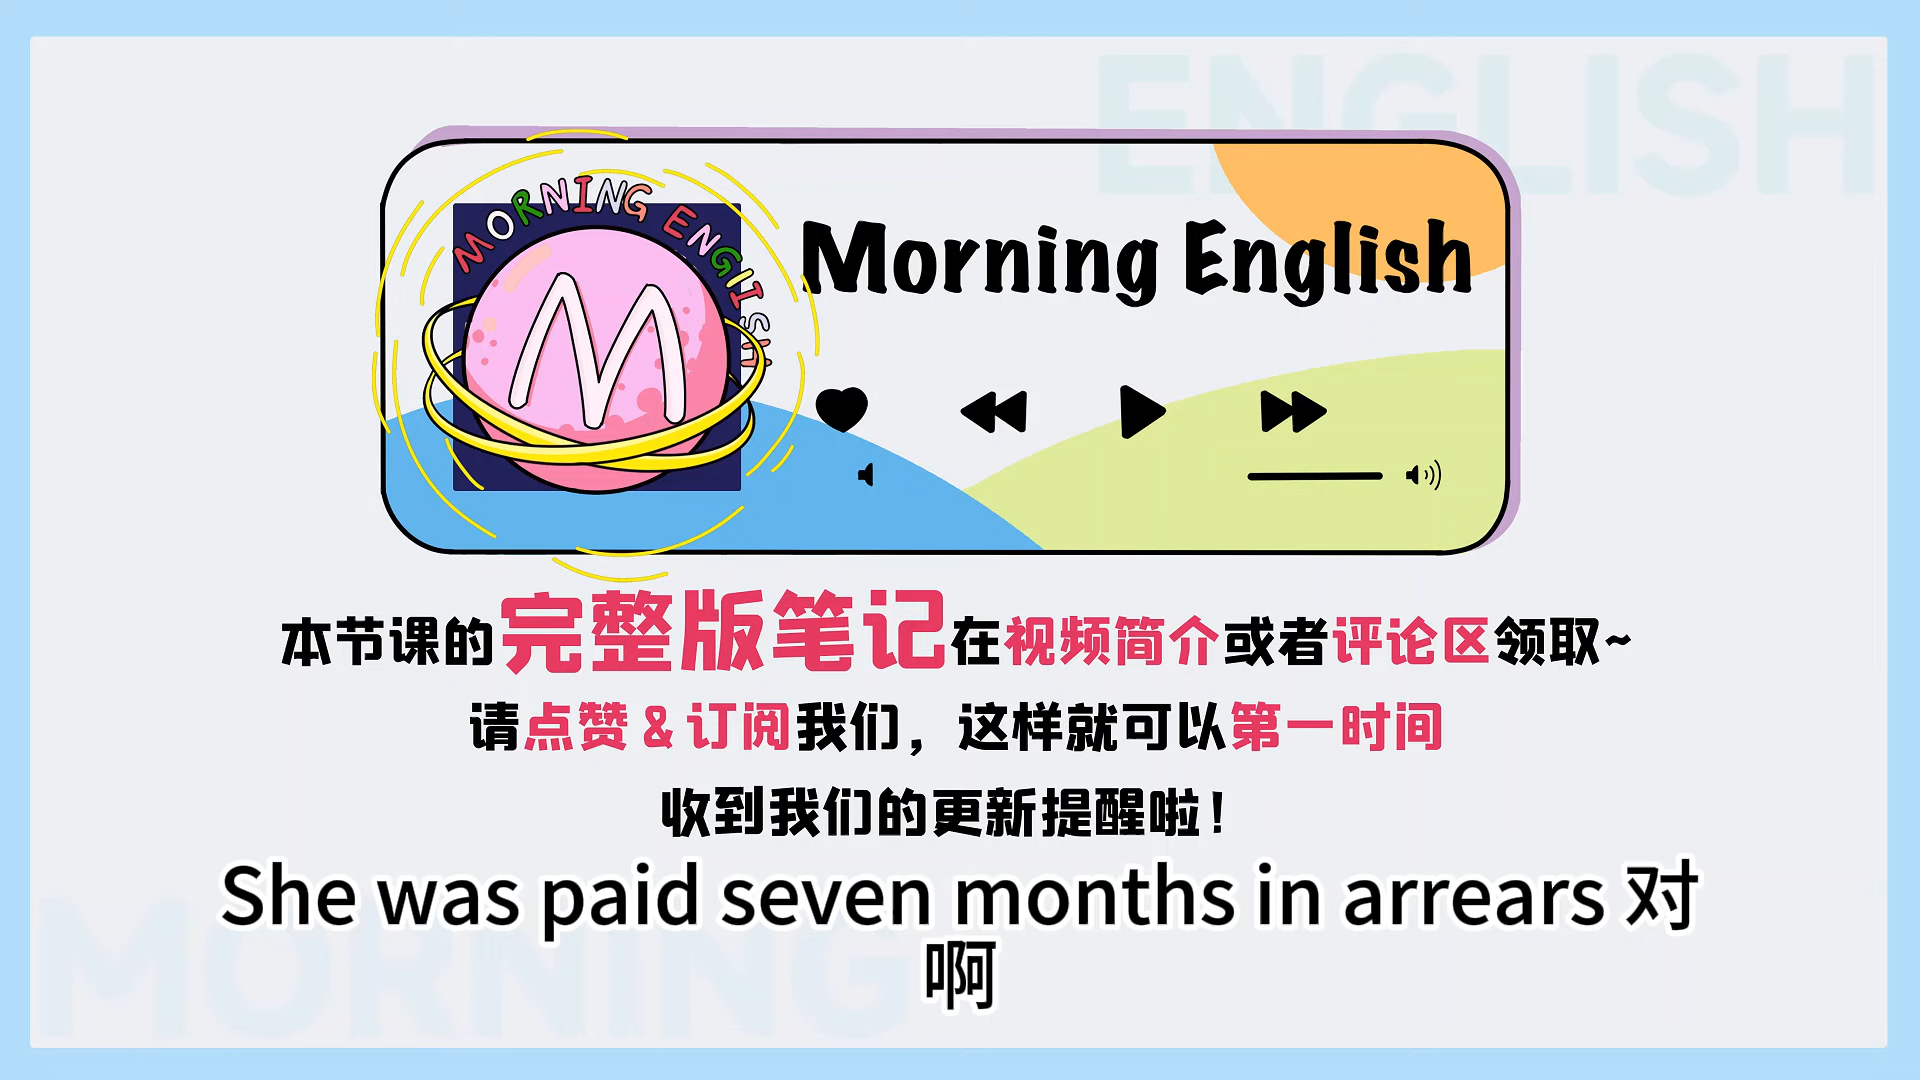 ENGLISH
MORNING ENGLISH
M
Morning English
本节课的完整版笔记在视频简介或者评论区领取~
请点赞&订阅我们，这样就可以第一时间
收到我们的更新提醒啦！
She was paid seven months in arrears 对
啊
MORNING